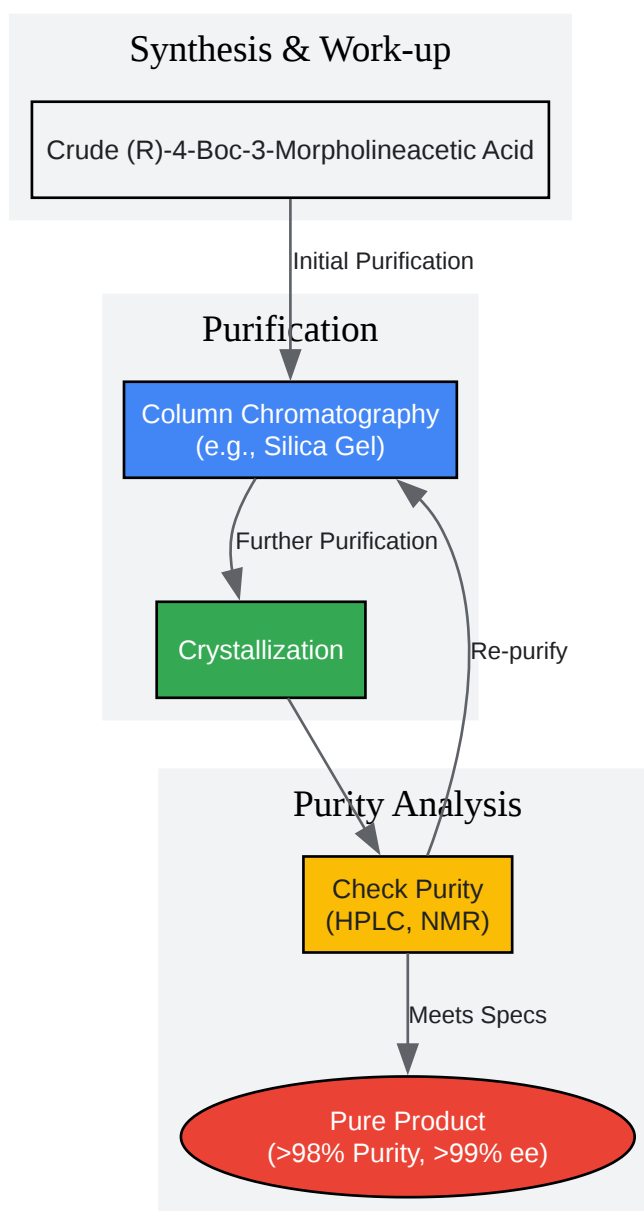 Synthesis & Work-up
Crude (R)-4-Boc-3-Morpholineacetic Acid
Initial Purification
Purification
Column Chromatography
(e.g., Silica Gel)
Further Purification
Crystallization
Re-purify
Purity Analysis
Check Purity
(HPLC, NMR)
Meets Specs
Pure Product
(>98% Purity, >99% ee)